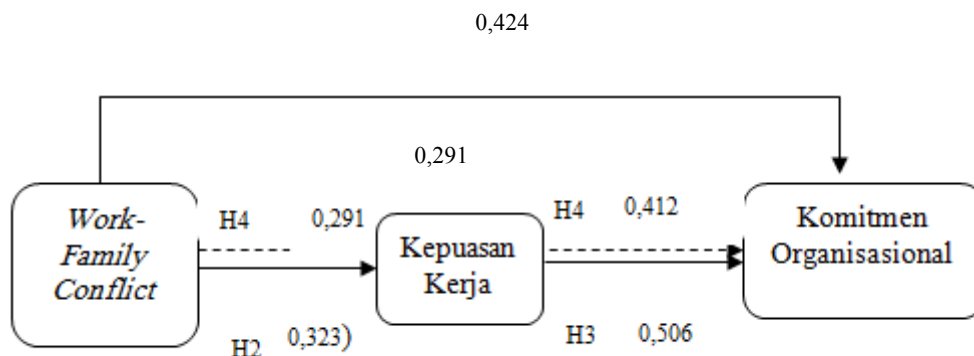 0,424
0,291
Work-
Family
Conflict
H4 0,291
H2 0,323)
Kepuasan
Kerja
H4 0,412
H3 0,506
Komitmen
Organisasional